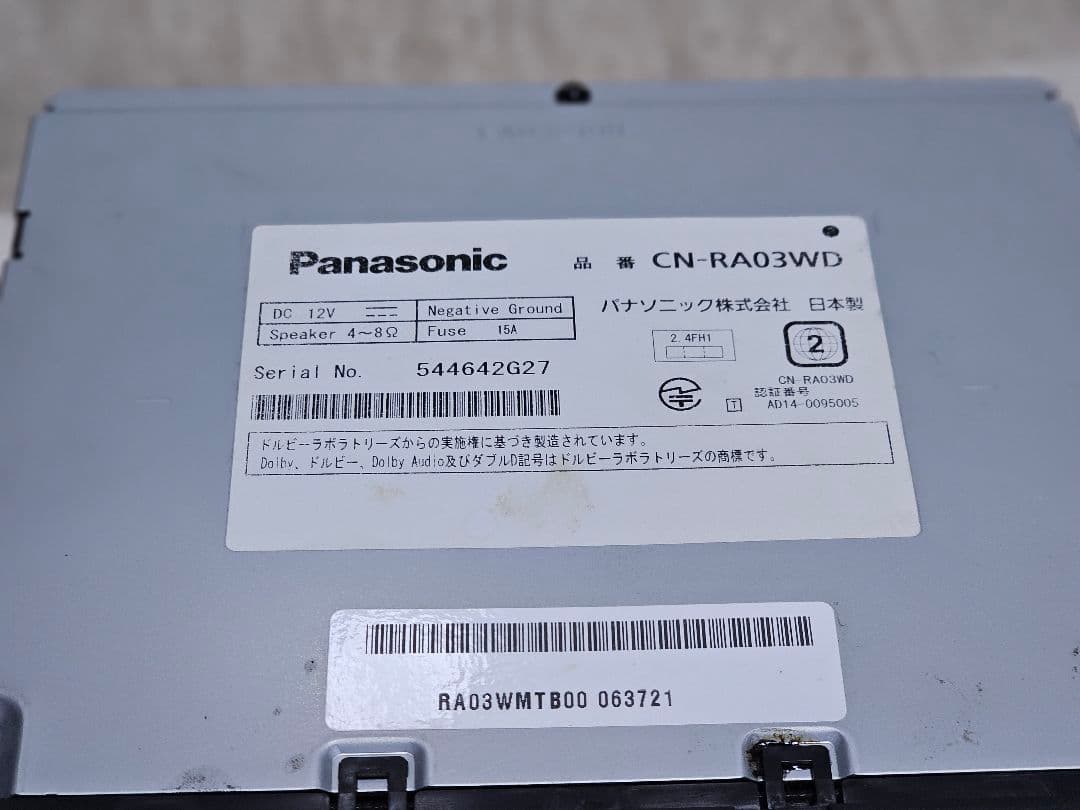 Panasonic 品番 CN-RA03WD
DC 12V Negative Ground
Speaker 4～8Ω Fuse 15A
パナソニック株式会社 日本製
2.4FH1
2
Serial No. 544642G27
CN-RA03WD
認証番号
T AD14-0095005
ドルビーラボラトリーズからの実施権に基づき製造されています。
Dolby、ドルビー、Dolby Audio及びダブルD記号はドルビーラボラトリーズの商標です。
RA03WMTB00 063721